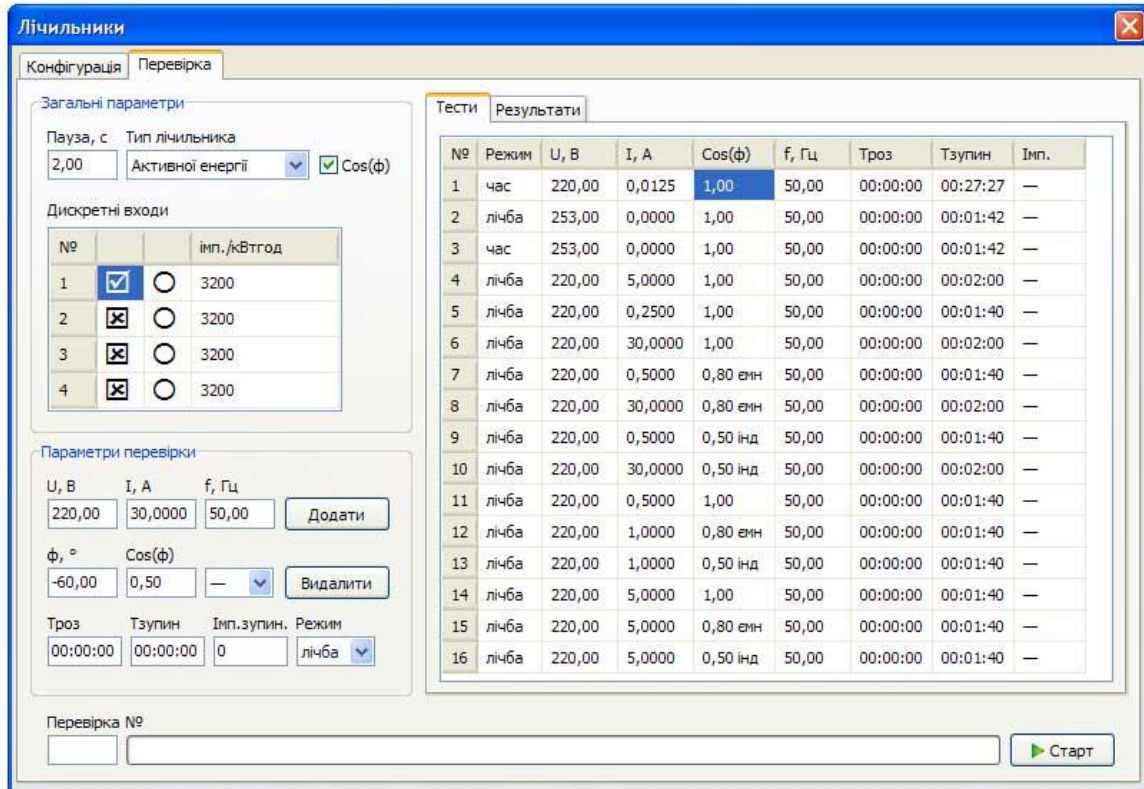 Лічильники
Конфігурація Перевірка
Загальні параметри
Пауза, с Тип лічильника
2,00 Активної енергії Cos(ф)
Дискретні входи
№ імп./кВтгод
1 3200
2 3200
3 3200
4 3200
Параметри перевірки
U, В I, А f, Гц
220,00 30,0000 50,00 Додати
ф, ° Cos(ф)
-60,00 0,50 — Видалити
Троз Тзупин Імп.зупин. Режим
00:00:00 00:00:00 0 лічба
Тести Результати
№ Режим U, В I, А Cos(ф) f, Гц Троз Тзупин Імп.
1 час 220,00 0,0125 1,00 50,00 00:00:00 00:27:27 —
2 лічба 253,00 0,0000 1,00 50,00 00:00:00 00:01:42 —
3 час 253,00 0,0000 1,00 50,00 00:00:00 00:01:42 —
4 лічба 220,00 5,0000 1,00 50,00 00:00:00 00:02:00 —
5 лічба 220,00 0,2500 1,00 50,00 00:00:00 00:01:40 —
6 лічба 220,00 30,0000 1,00 50,00 00:00:00 00:02:00 —
7 лічба 220,00 0,5000 0,80 ємн 50,00 00:00:00 00:01:40 —
8 лічба 220,00 30,0000 0,80 ємн 50,00 00:00:00 00:02:00 —
9 лічба 220,00 0,5000 0,50 інд 50,00 00:00:00 00:01:40 —
10 лічба 220,00 30,0000 0,50 інд 50,00 00:00:00 00:02:00 —
11 лічба 220,00 0,5000 1,00 50,00 00:00:00 00:01:40 —
12 лічба 220,00 1,0000 0,80 ємн 50,00 00:00:00 00:01:40 —
13 лічба 220,00 1,0000 0,50 інд 50,00 00:00:00 00:01:40 —
14 лічба 220,00 5,0000 1,00 50,00 00:00:00 00:01:40 —
15 лічба 220,00 5,0000 0,80 ємн 50,00 00:00:00 00:01:40 —
16 лічба 220,00 5,0000 0,50 інд 50,00 00:00:00 00:01:40 —
Перевірка №
Старт